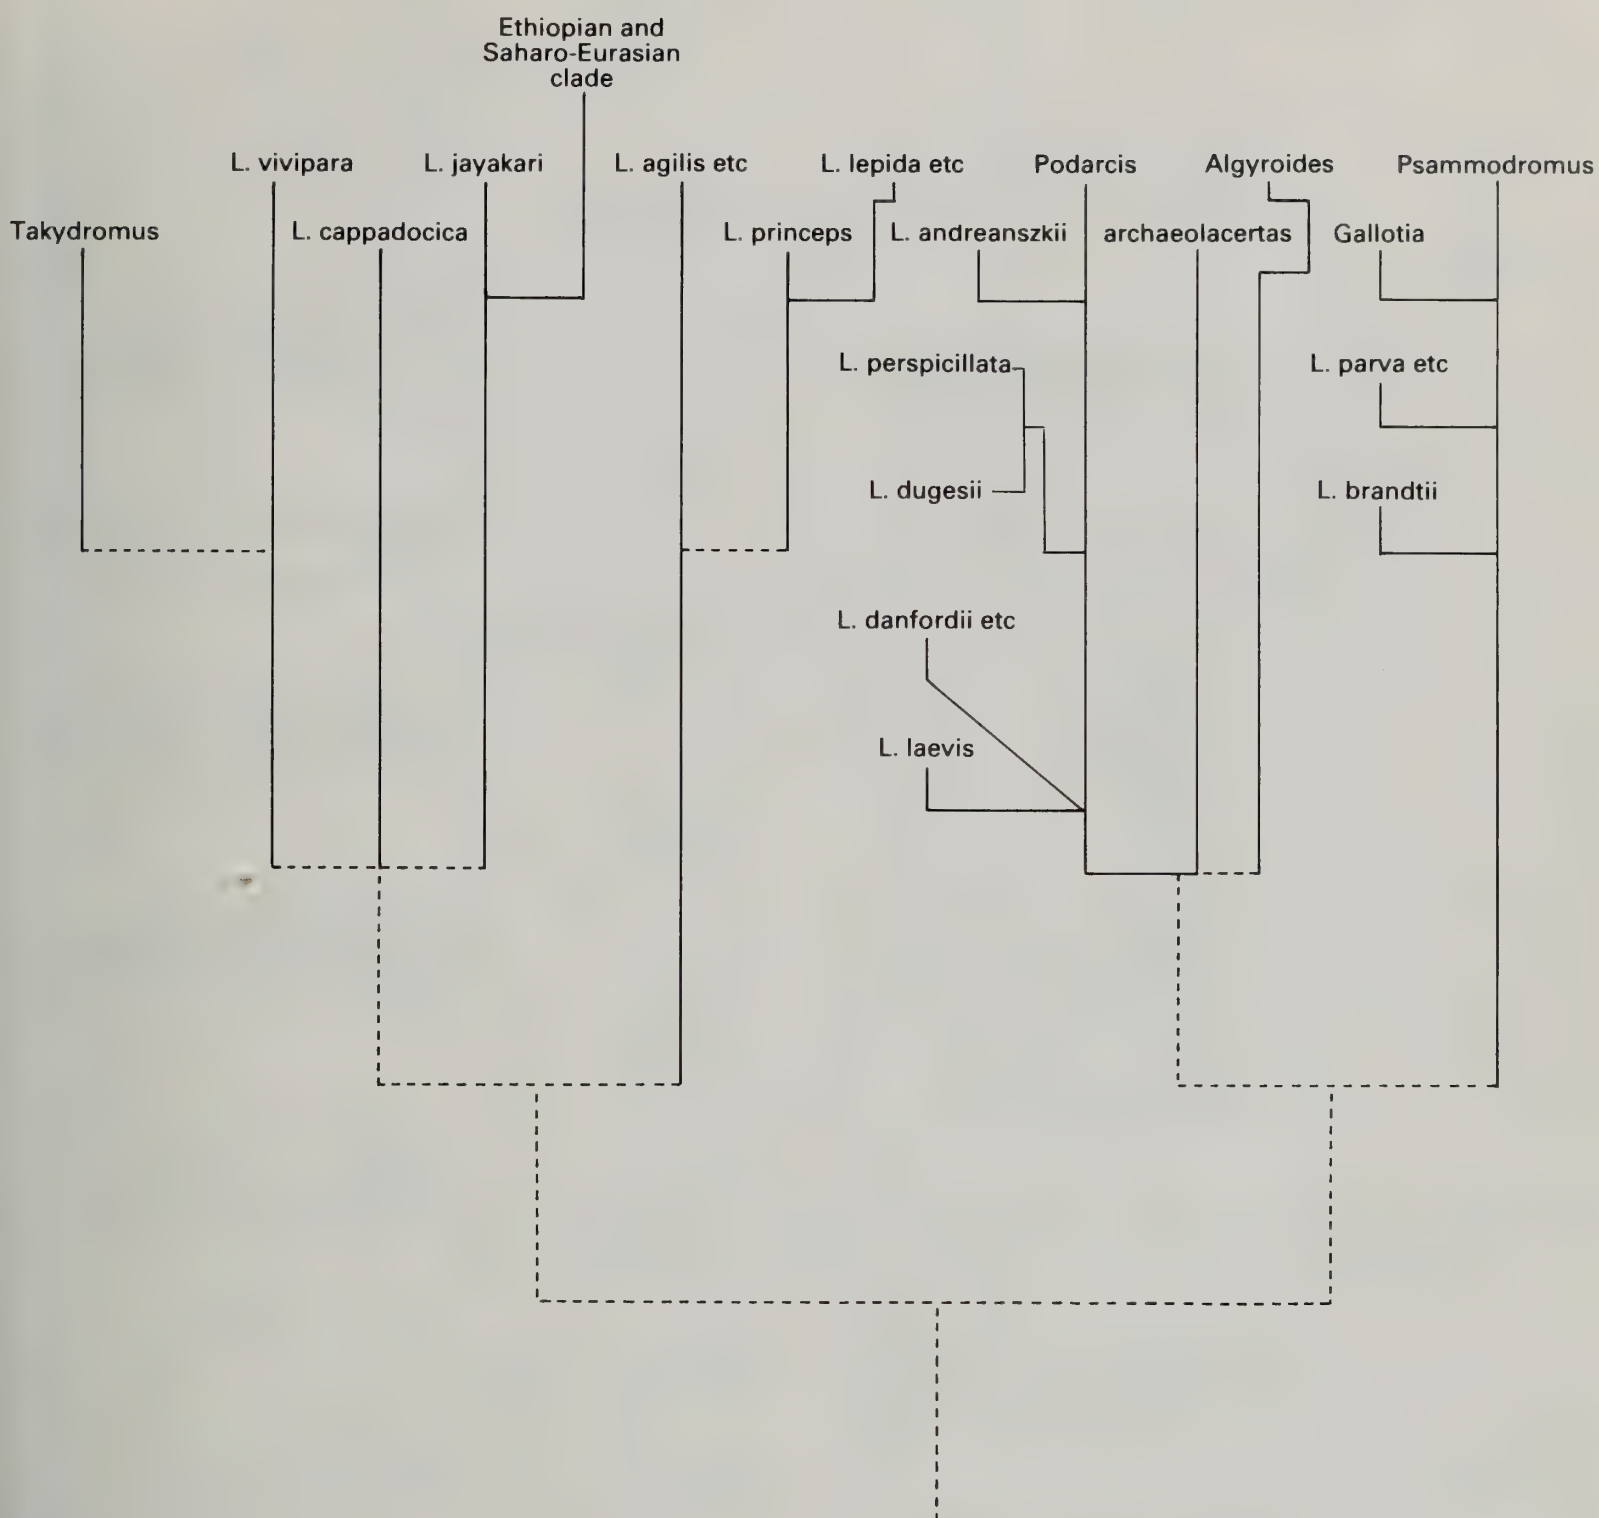 Ethiopian and
Saharo-Eurasian
clade
L. vivipara
L. jayakari
L. agilis etc
L. lepida etc
Podarcis
Algyroides
Psammodromus
Takydromus
L. cappadocica
L. princeps
L. andreanszkii
archaeolacertas
Gallotia
L. perspicillata
L. parva etc
L. dugesii
L. brandtii
L. danfordii etc
L. laevis